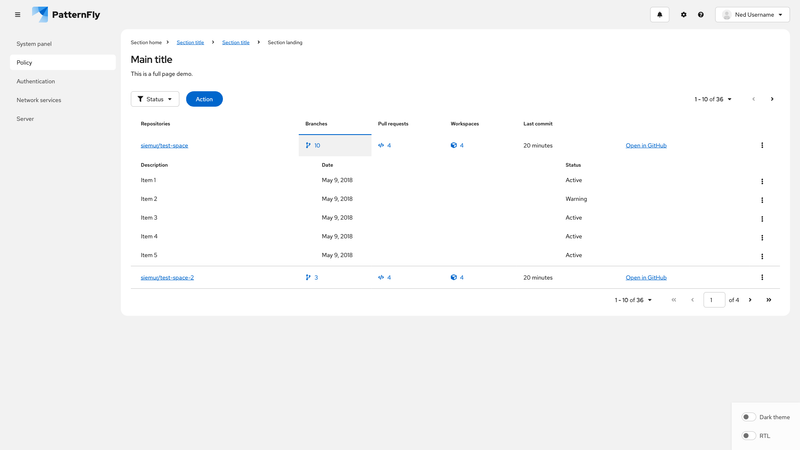 PatternFly
Ned Username
System panel
Policy
Authentication
Network services
Server
Section home Section title Section title Section landing
Main title
This is a full page demo.
Status Action 1 - 10 of 36
Repositories Branches Pull requests Workspaces Last commit
siemur/test-space 10 4 4 20 minutes Open in GitHub
Description Date Status
Item 1 May 9, 2018 Active
Item 2 May 9, 2018 Warning
Item 3 May 9, 2018 Active
Item 4 May 9, 2018 Active
Item 5 May 9, 2018 Active
siemur/test-space-2 3 4 4 20 minutes Open in GitHub
1 - 10 of 36 1 of 4
Dark theme
RTL